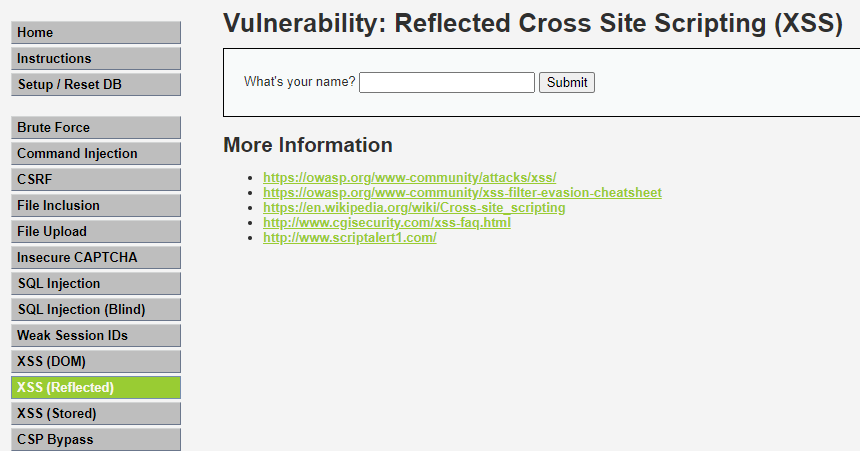 Home
Instructions
Setup / Reset DB
Brute Force
Command Injection
CSRF
File Inclusion
File Upload
Insecure CAPTCHA
SQL Injection
SQL Injection (Blind)
Weak Session IDs
XSS (DOM)
XSS (Reflected)
XSS (Stored)
CSP Bypass
Vulnerability: Reflected Cross Site Scripting (XSS)
What's your name? Submit
More Information
https://owasp.org/www-community/attacks/xss/
https://owasp.org/www-community/xss-filter-evasion-cheatsheet
https://en.wikipedia.org/wiki/Cross-site_scripting
http://www.cgisecurity.com/xss-faq.html
http://www.scriptalert1.com/